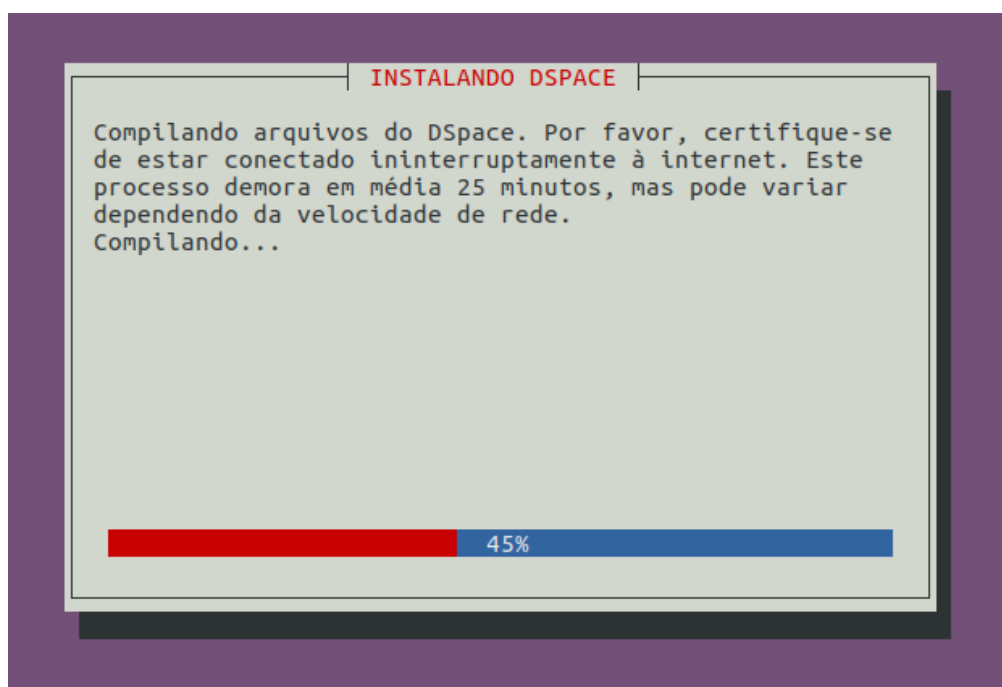 INSTALANDO DSPACE
Compilando arquivos do DSpace. Por favor, certifique-se
de estar conectado ininterruptamente à internet. Este
processo demora em média 25 minutos, mas pode variar
dependendo da velocidade de rede.
Compilando...
45%